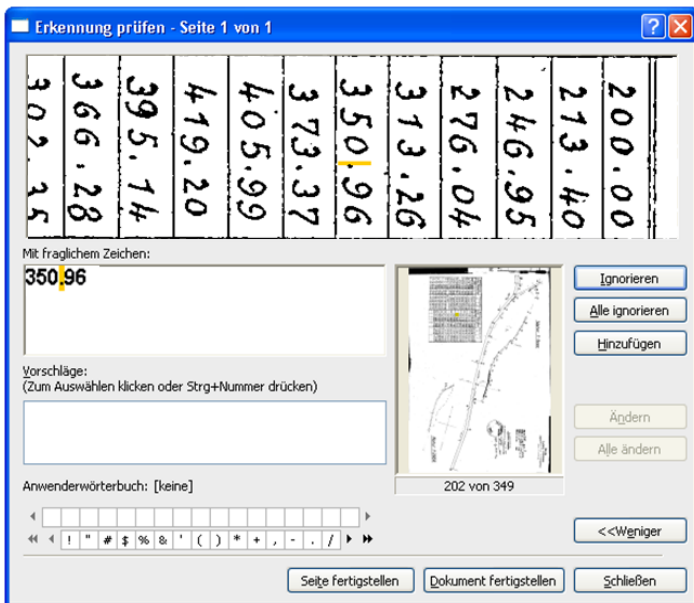 Erkennung prüfen - Seite 1 von 1
200.00
213.40
246.95
276.04
313.26
350.96
373.37
405.99
419.20
395.14
366.28
302.35
Mit fraglichem Zeichen:
350.96
Vorschläge:
(Zum Auswählen klicken oder Strg+Nummer drücken)
Anwenderwörterbuch: [keine]
! " # $ % & ' ( ) * + , - . /
202 von 349
Ignorieren
Alle ignorieren
Hinzufügen
Ändern
Alle ändern
<<Weniger
Seite fertigstellen
Dokument fertigstellen
Schließen